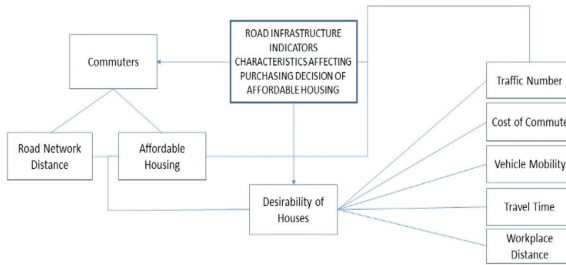 ROAD INFRASTRUCTURE
INDICATORS
CHARACTERISTICS AFFECTING
PURCHASING DECISION OF
AFFORDABLE HOUSING
Commuters
Road Network
Distance
Affordable
Housing
Desirability of
Houses
Traffic Number
Cost of Commute
Vehicle Mobility
Travel Time
Workplace
Distance